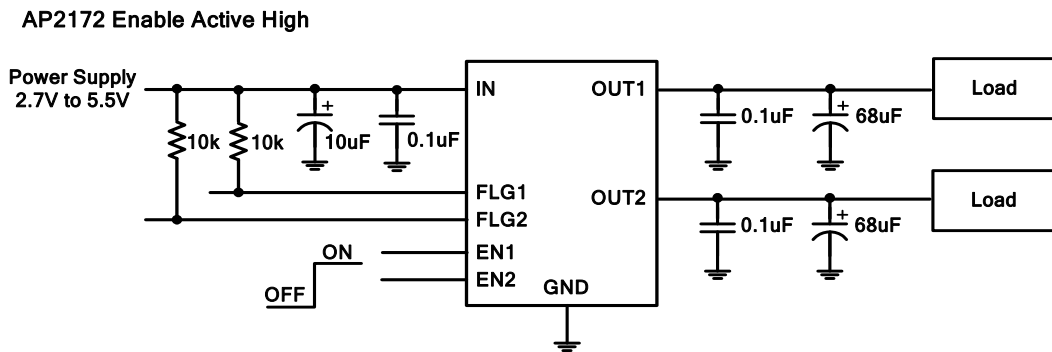 AP2172 Enable Active High
Power Supply
2.7V to 5.5V
10k
10k
+
10uF
0.1uF
IN
FLG1
FLG2
EN1
EN2
GND
OUT1
OUT2
ON
OFF
0.1uF
+
68uF
Load
0.1uF
+
68uF
Load